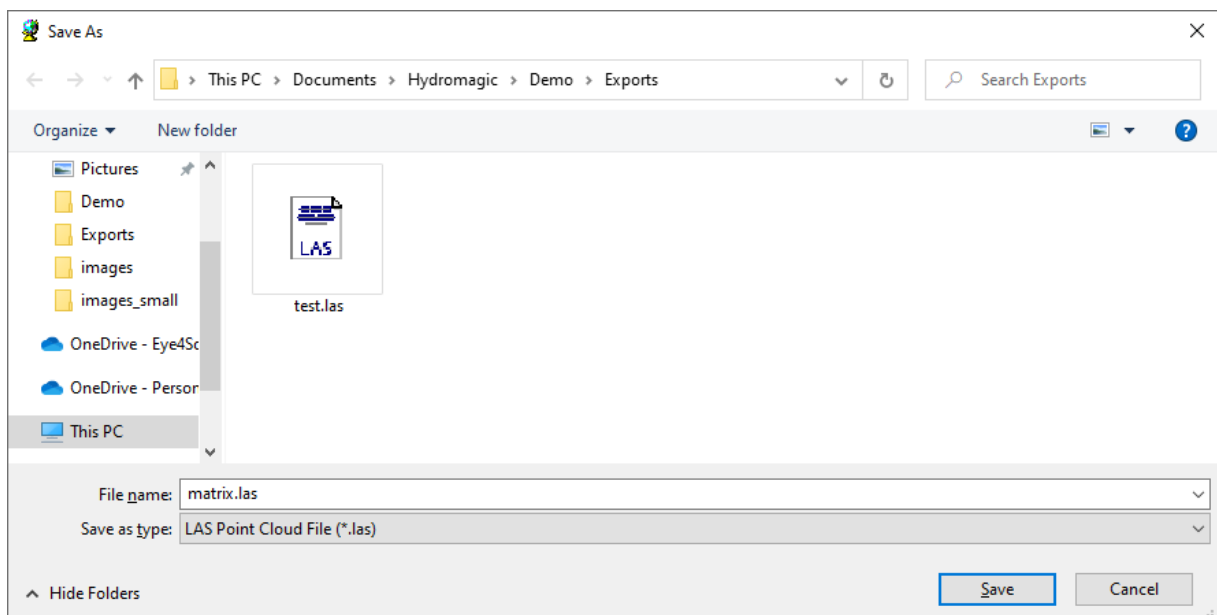 Save As
This PC > Documents > Hydromagic > Demo > Exports
Search Exports
Organize
New folder
?
Pictures
Demo
Exports
images
images_small
OneDrive - Eye4Sc
OneDrive - Person
This PC
LAS
test.las
File name: matrix.las
Save as type: LAS Point Cloud File (*.las)
Hide Folders
Save
Cancel